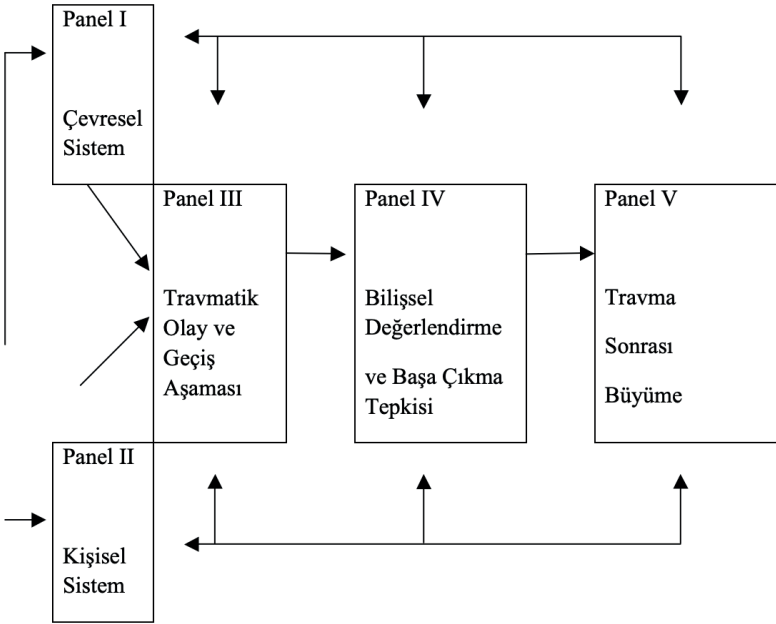 Panel I
Çevresel
Sistem
Panel III
Travmatik
Olay ve
Geçiş
Aşaması
Panel IV
Bilişsel
Değerlendirme
ve Başa Çıkma
Tepkisi
Panel V
Travma
Sonrası
Büyüme
Panel II
Kişisel
Sistem